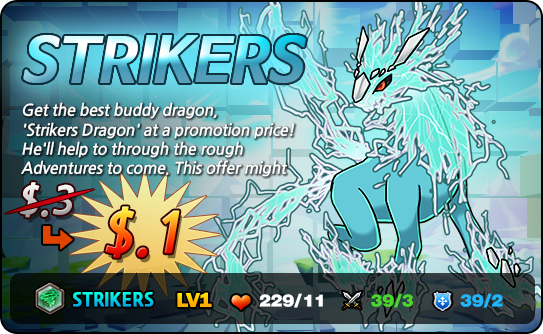 STRIKERS
Get the best buddy dragon,
'Strikers Dragon' at a promotion price!
He'll help to through the rough
Adventures to come, This offer might
$.3
$.1
STRIKERS LV1 229/11 39/3 39/2